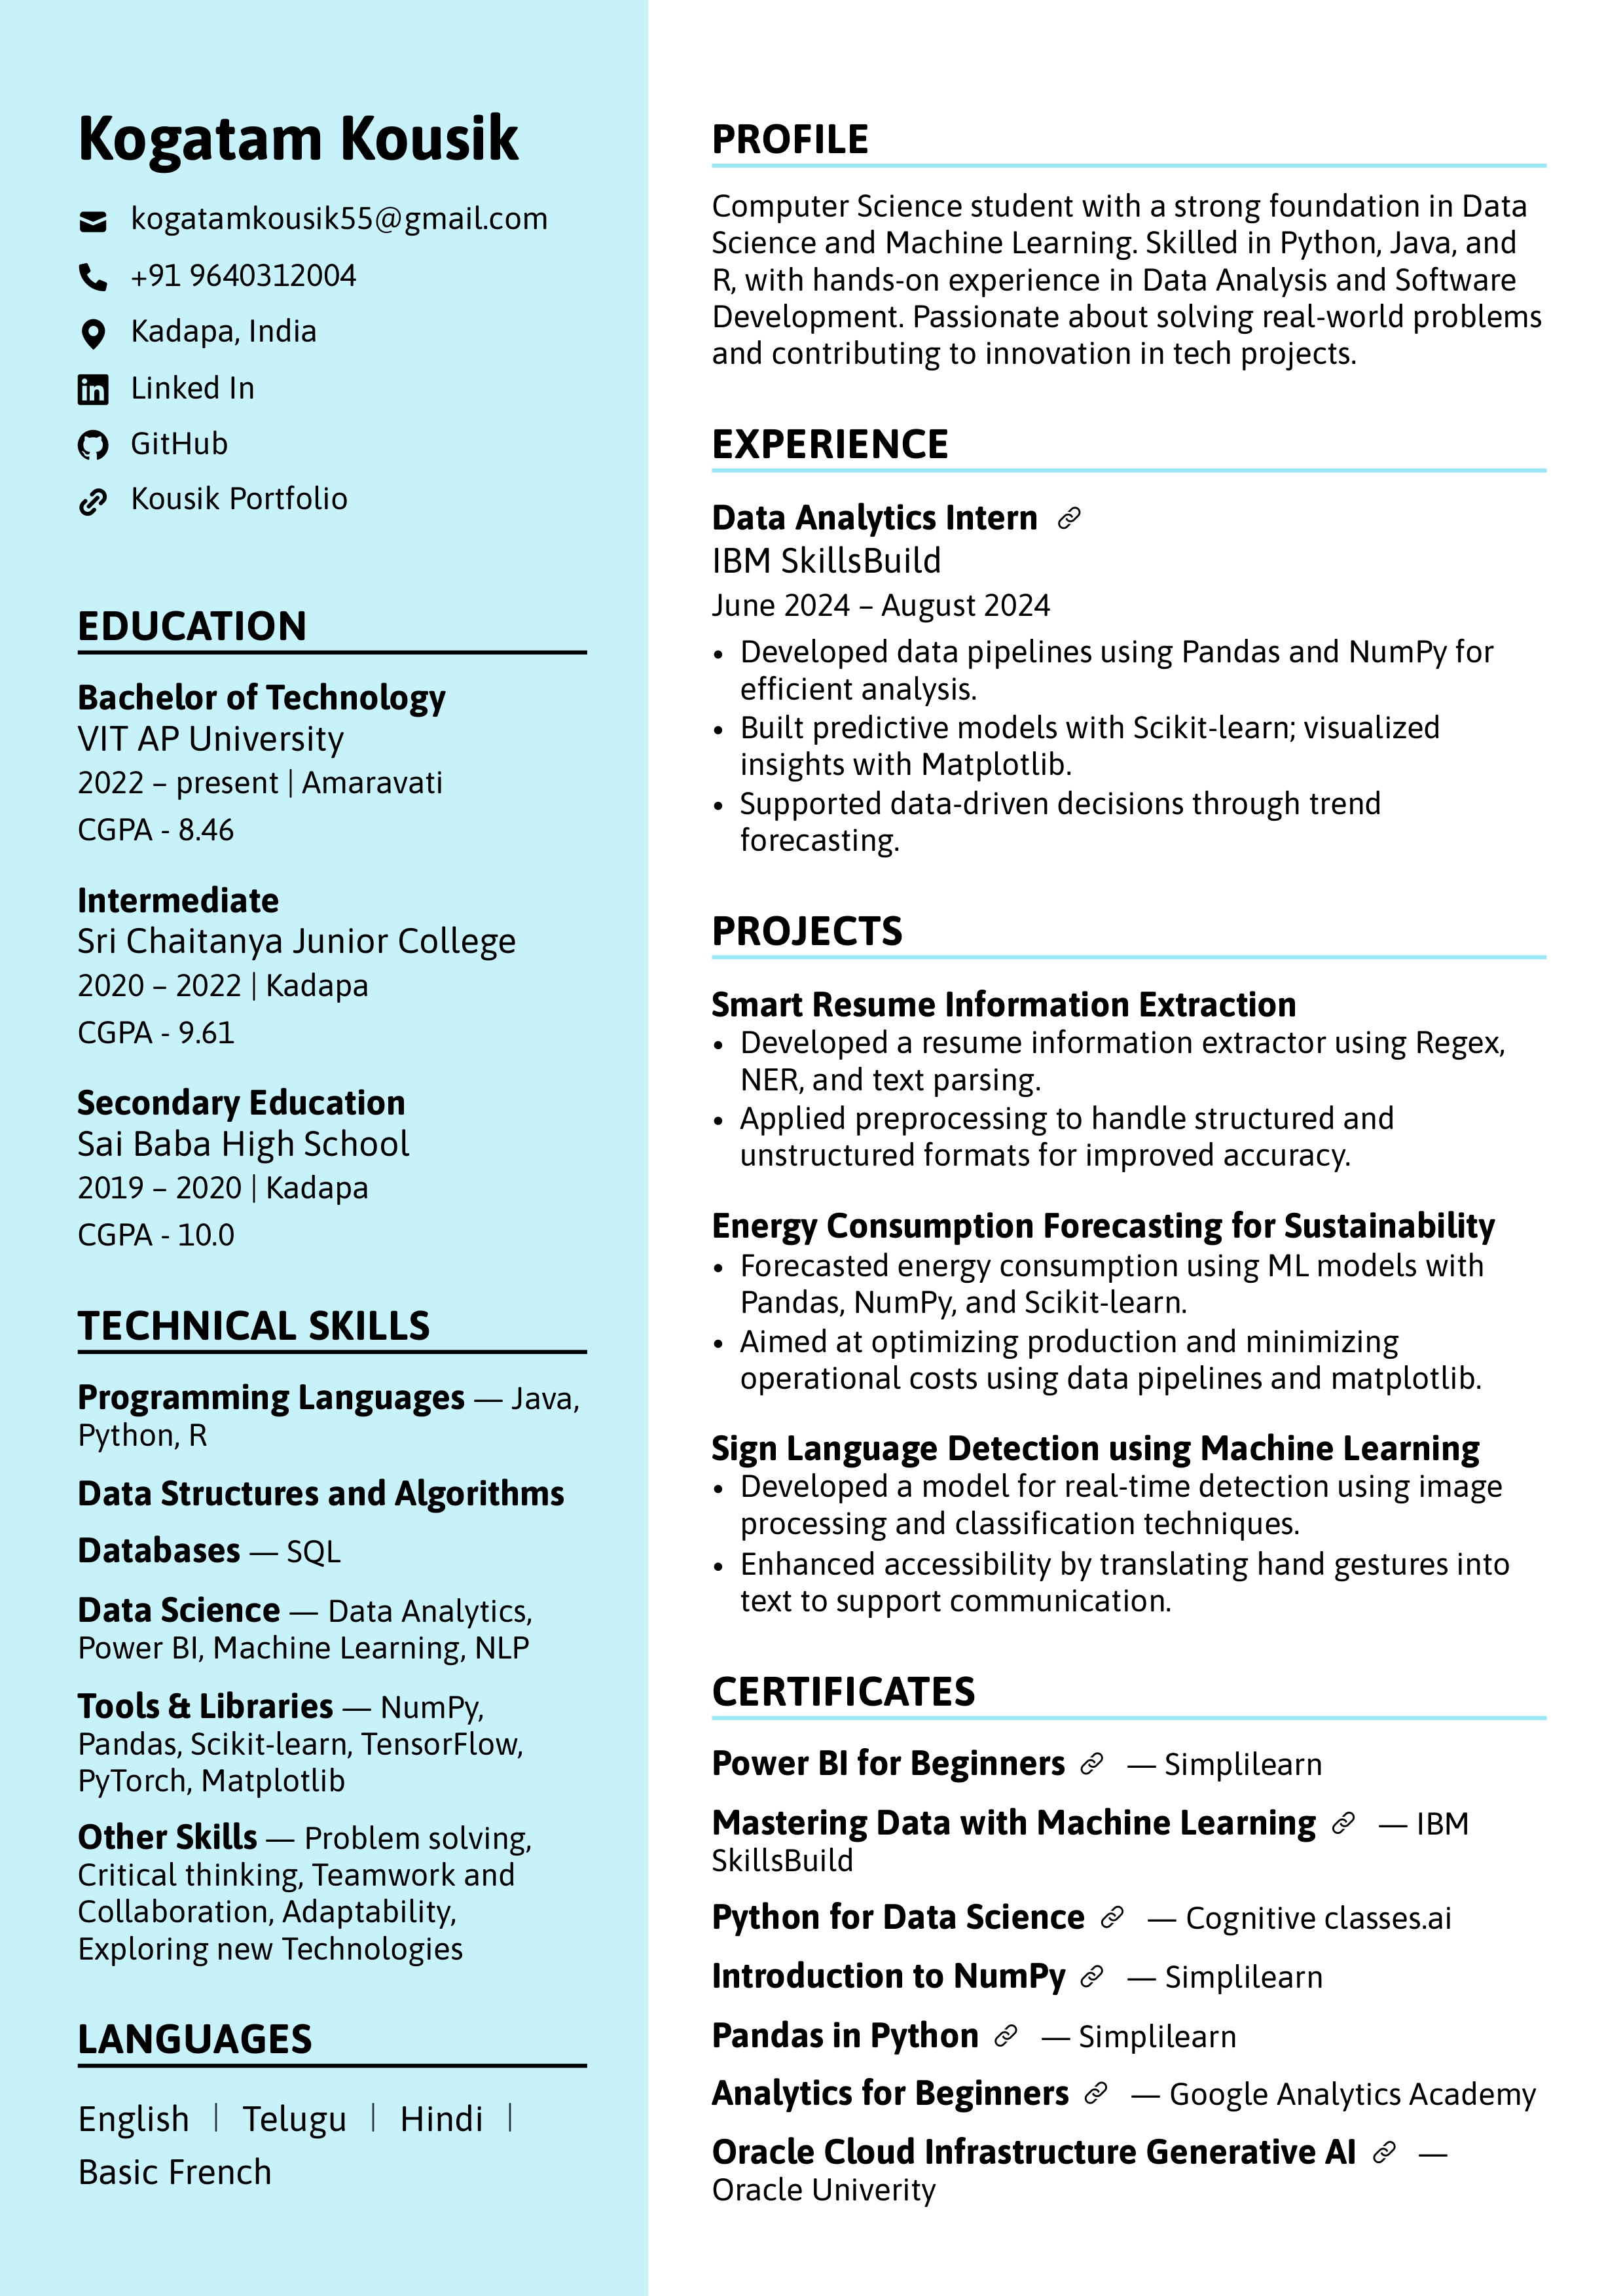 Kogatam Kousik
kogatamkousik55@gmail.com
+91 9640312004
Kadapa, India
Linked In
GitHub
Kousik Portfolio
EDUCATION
Bachelor of Technology
VIT AP University
2022 – present | Amaravati
CGPA - 8.46
Intermediate
Sri Chaitanya Junior College
2020 – 2022 | Kadapa
CGPA - 9.61
Secondary Education
Sai Baba High School
2019 – 2020 | Kadapa
CGPA - 10.0
TECHNICAL SKILLS
Programming Languages — Java,
Python, R
Data Structures and Algorithms
Databases — SQL
Data Science — Data Analytics,
Power BI, Machine Learning, NLP
Tools & Libraries — NumPy,
Pandas, Scikit-learn, TensorFlow,
PyTorch, Matplotlib
Other Skills — Problem solving,
Critical thinking, Teamwork and
Collaboration, Adaptability,
Exploring new Technologies
LANGUAGES
English | Telugu | Hindi |
Basic French
PROFILE
Computer Science student with a strong foundation in Data
Science and Machine Learning. Skilled in Python, Java, and
R, with hands-on experience in Data Analysis and Software
Development. Passionate about solving real-world problems
and contributing to innovation in tech projects.
EXPERIENCE
Data Analytics Intern
IBM SkillsBuild
June 2024 – August 2024
• Developed data pipelines using Pandas and NumPy for
efficient analysis.
• Built predictive models with Scikit-learn; visualized
insights with Matplotlib.
• Supported data-driven decisions through trend
forecasting.
PROJECTS
Smart Resume Information Extraction
• Developed a resume information extractor using Regex,
NER, and text parsing.
• Applied preprocessing to handle structured and
unstructured formats for improved accuracy.
Energy Consumption Forecasting for Sustainability
• Forecasted energy consumption using ML models with
Pandas, NumPy, and Scikit-learn.
• Aimed at optimizing production and minimizing
operational costs using data pipelines and matplotlib.
Sign Language Detection using Machine Learning
• Developed a model for real-time detection using image
processing and classification techniques.
• Enhanced accessibility by translating hand gestures into
text to support communication.
CERTIFICATES
Power BI for Beginners — Simplilearn
Mastering Data with Machine Learning — IBM
SkillsBuild
Python for Data Science — Cognitive classes.ai
Introduction to NumPy — Simplilearn
Pandas in Python — Simplilearn
Analytics for Beginners — Google Analytics Academy
Oracle Cloud Infrastructure Generative AI —
Oracle Univerity